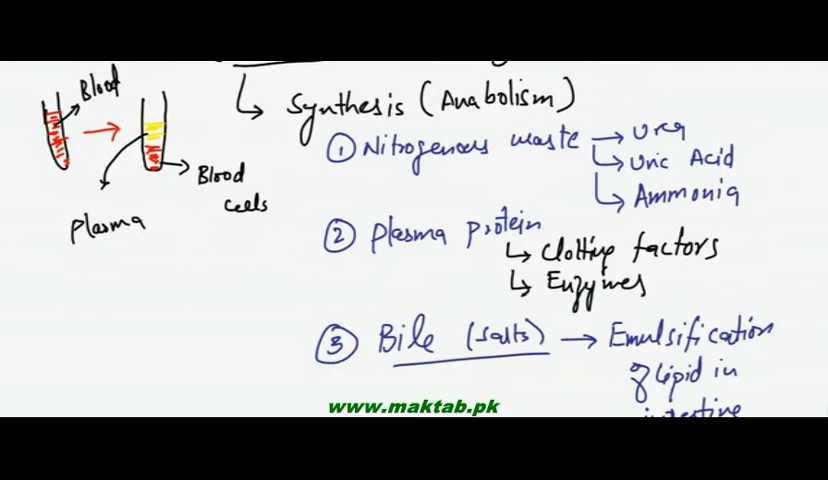 Blood
Blood cells
Plasma
Synthesis (Anabolism)
① Nitrogenous waste → Urea
Uric Acid
Ammonia
② Plasma protein
Clotting factors
Enzymes
③ Bile (salts) → Emulsification
of lipid in
intestine
www.maktab.pk